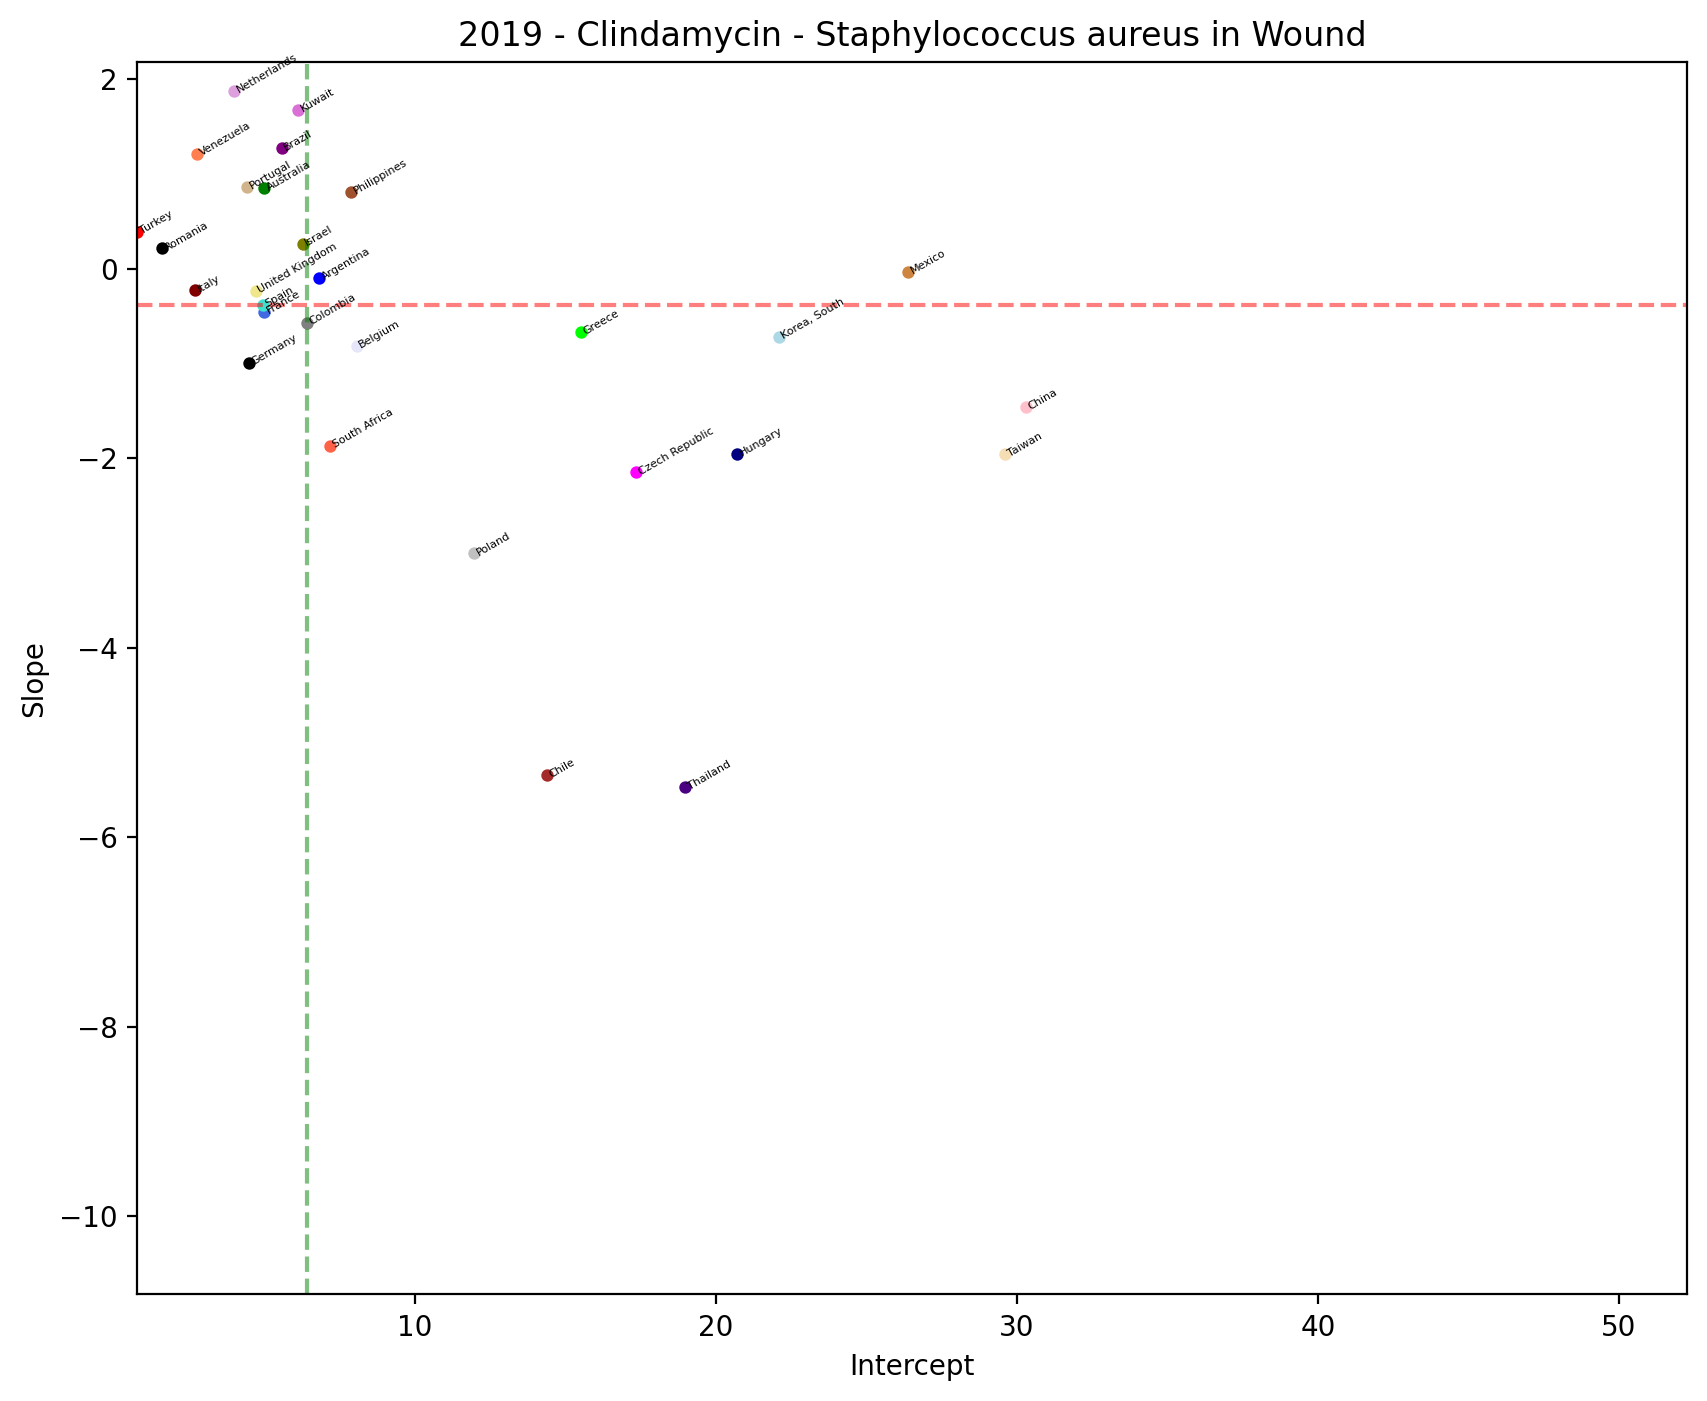 2019 - Clindamycin - Staphylococcus aureus in Wound
2
Netherlands
Kuwait
Venezuela
Brazil
Portugal
Australia
Philippines
Turkey
Romania
Israel
0
United Kingdom
Argentina
Mexico
Italy
Spain
France
Colombia
Greece
Korea, South
Belgium
Germany
China
South Africa
−2
Czech Republic
Hungary
Taiwan
Poland
−4
Slope
Chile
Thailand
−6
−8
−10
10
20
30
40
50
Intercept